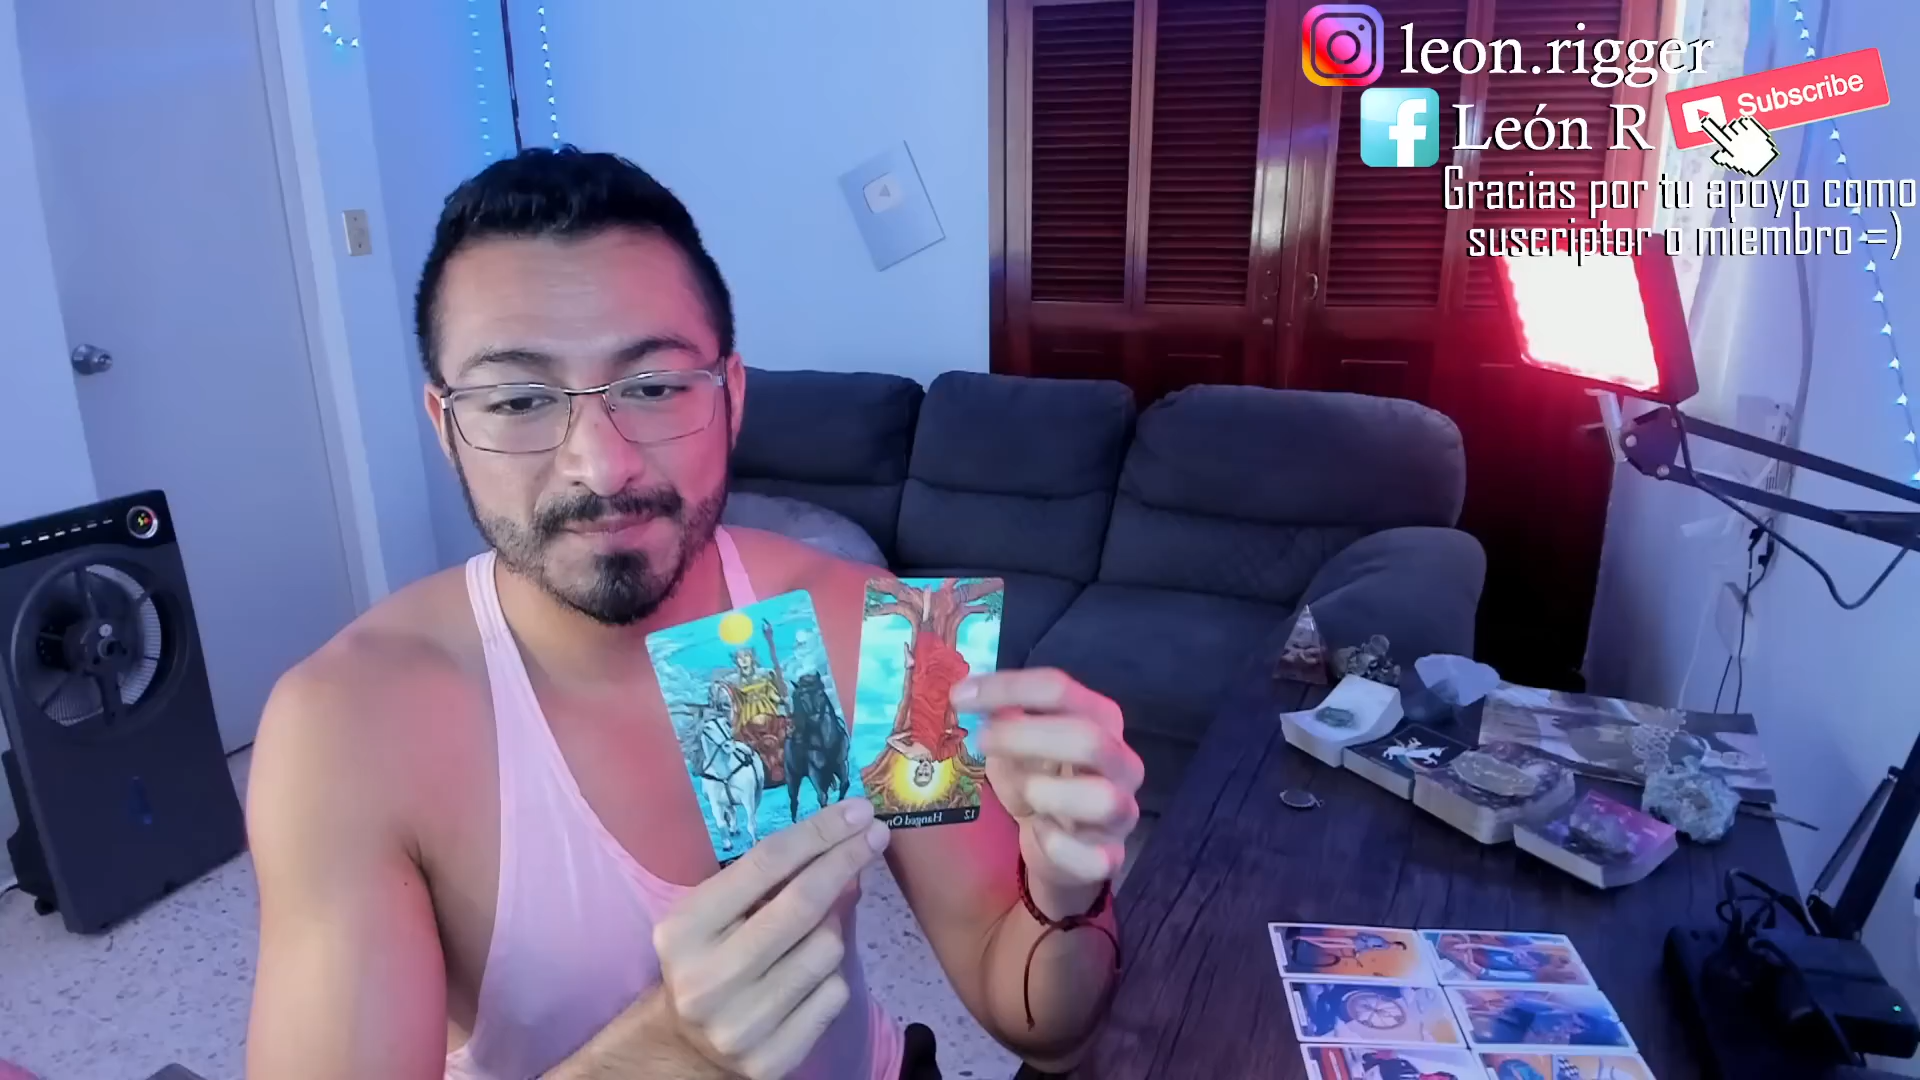 leon.rigger
León R
Subscribe
Gracias por tu apoyo como
suscriptor o miembro =)
12 Hanged One